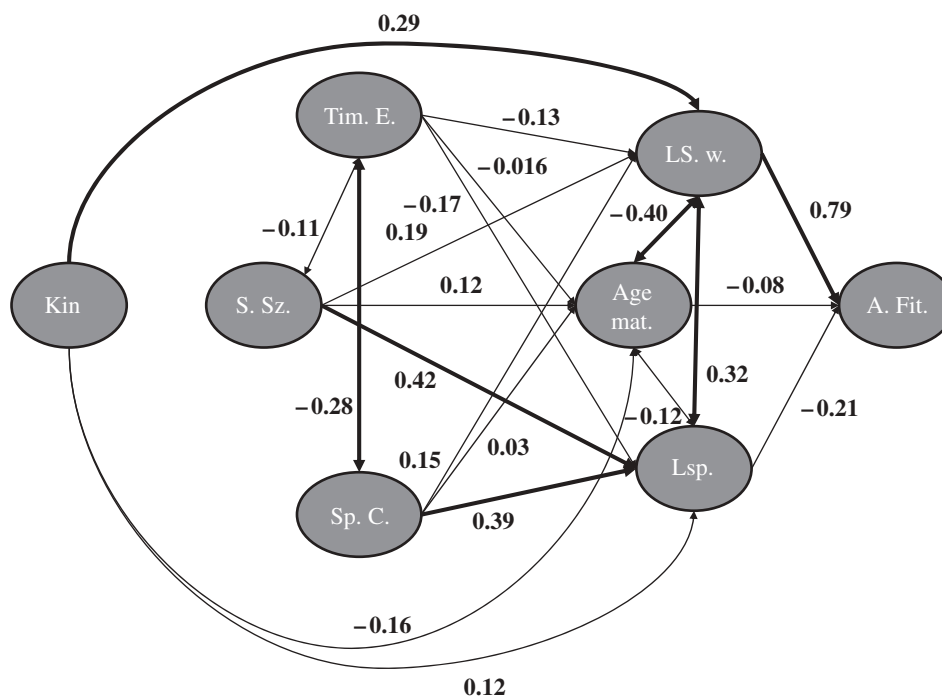 0.29
Tim. E.
−0.13
LS. w.
−0.016
−0.17
−0.40
0.79
−0.11
0.19
Kin
S. Sz.
0.12
Age
mat.
−0.08
A. Fit.
0.42
0.32
−0.28
−0.12
−0.21
0.15
0.03
Lsp.
Sp. C.
0.39
−0.16
0.12